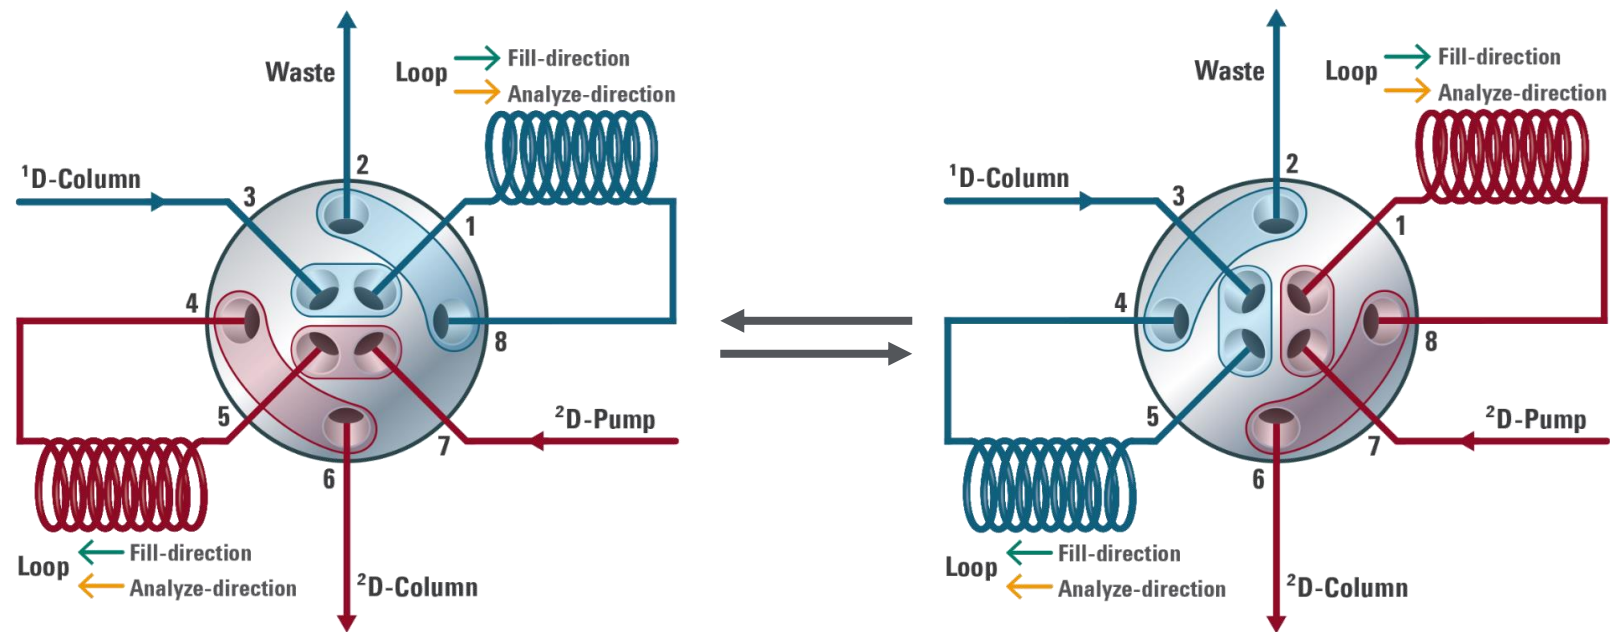 Waste
Loop
Fill-direction
Analyze-direction
¹D-Column
2
3
1
4
8
5
7
6
²D-Pump
Loop
Fill-direction
Analyze-direction
²D-Column
Waste
Loop
Fill-direction
Analyze-direction
¹D-Column
2
3
1
4
8
5
7
6
²D-Pump
Loop
Fill-direction
Analyze-direction
²D-Column